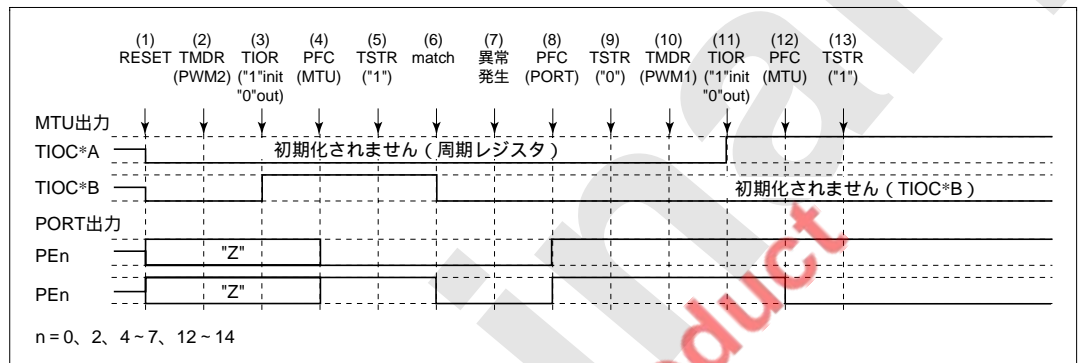 (1) (2) (3) (4) (5) (6) (7) (8) (9) (10) (11) (12) (13)
RESET TMDR TIOR PFC TSTR match 異常 PFC TSTR TMDR TIOR PFC TSTR
(PWM2) ("1"init (MTU) ("1") 発生 (PORT) ("0") (PWM1) ("1"init (MTU) ("1")
"0"out) "0"out)
MTU出力
TIOC*A 初期化されません（周期レジスタ）
TIOC*B 初期化されません（TIOC*B）
PORT出力
PEn "Z"
PEn "Z"
n = 0、2、4～7、12～14